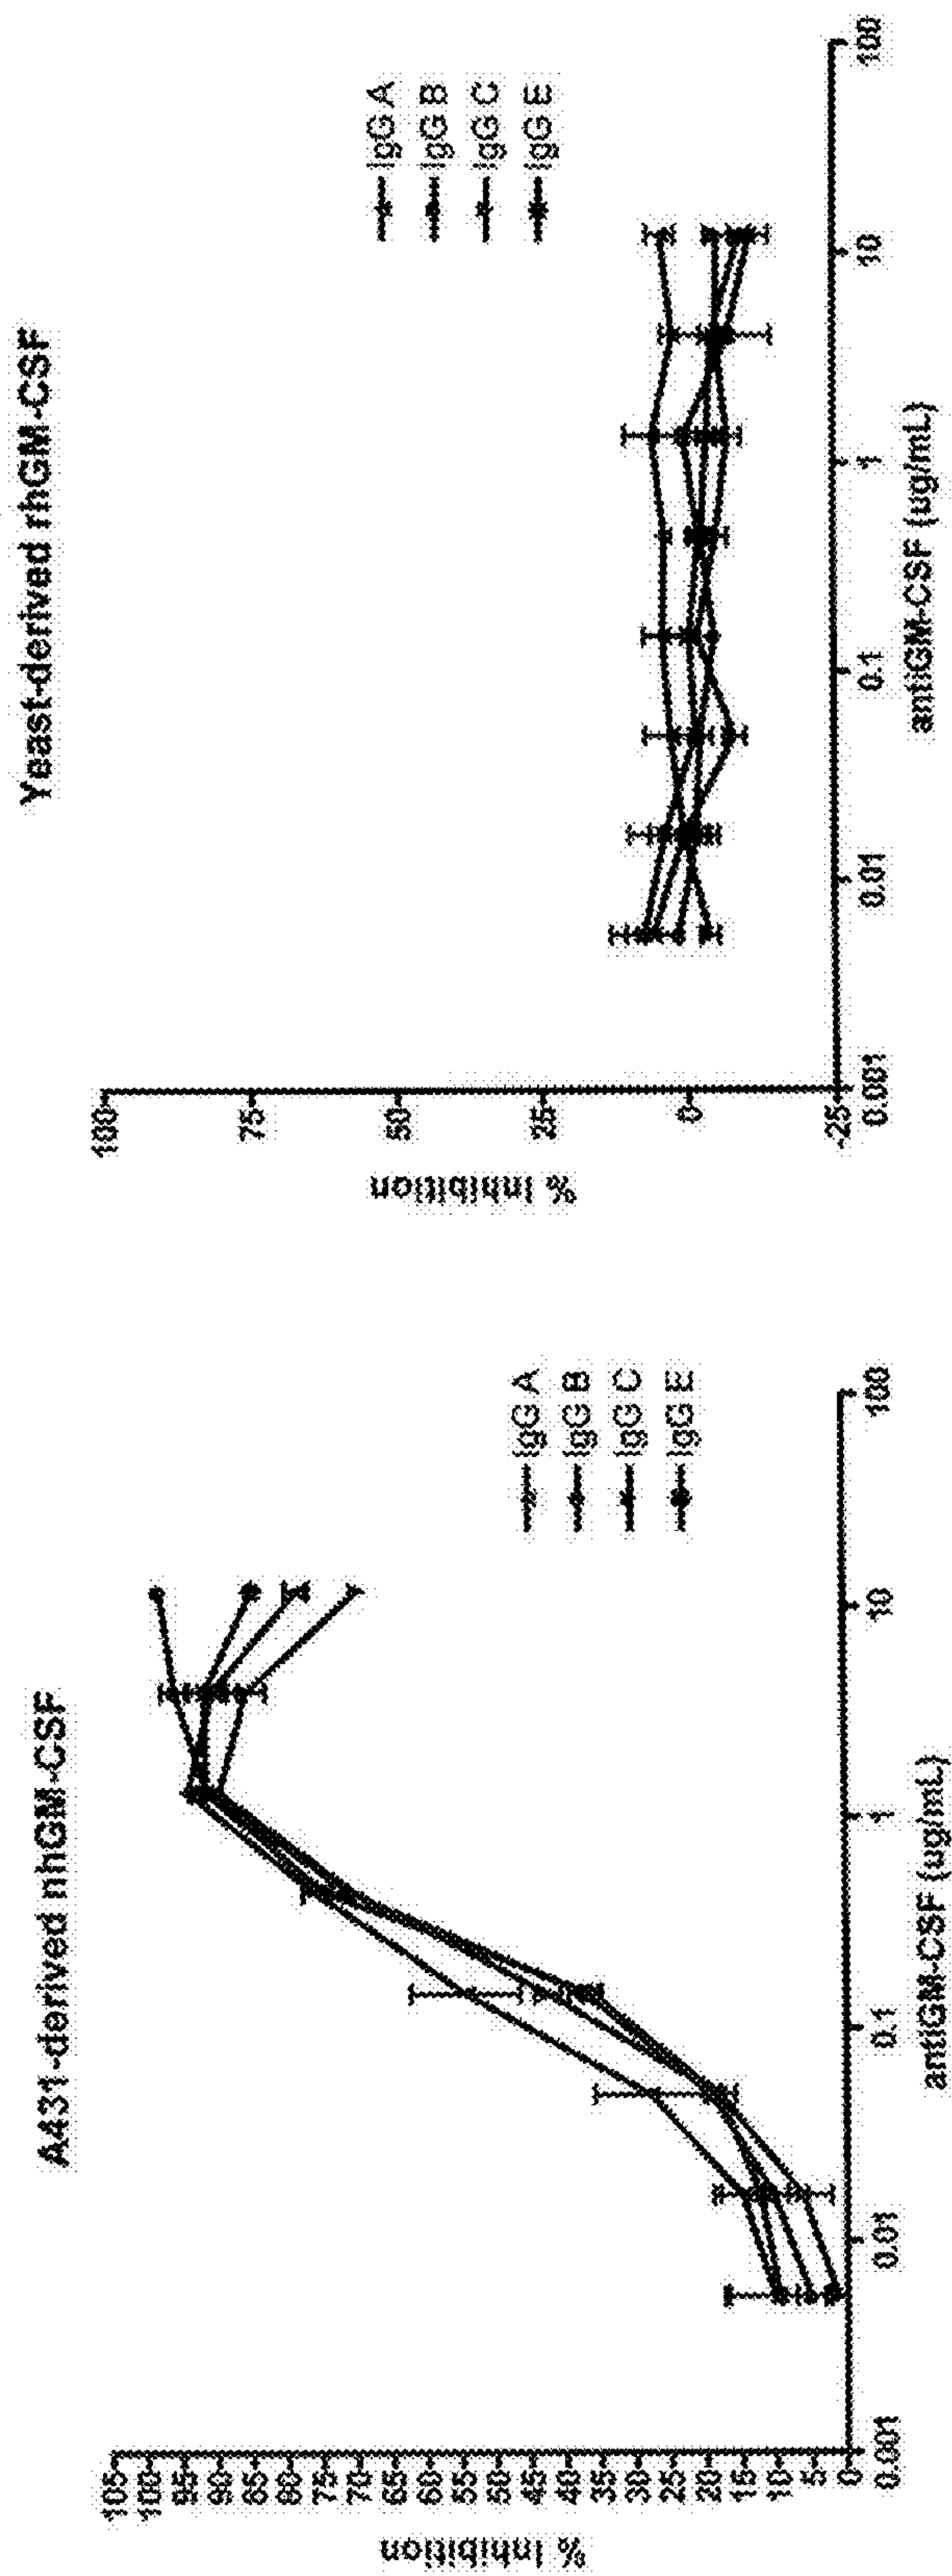 A431-derived nhGM-CSF
% Inhibition
105
100
95
90
85
80
75
70
65
60
55
50
45
40
35
30
25
20
15
10
5
0
0.001
0.01
0.1
1
10
100
antiGM-CSF (ug/mL)
IgG A
IgG B
IgG C
IgG E
Yeast-derived rhGM-CSF
% Inhibition
100
75
50
25
0
-25
0.001
0.01
0.1
1
10
100
antiGM-CSF (ug/mL)
IgG A
IgG B
IgG C
IgG E